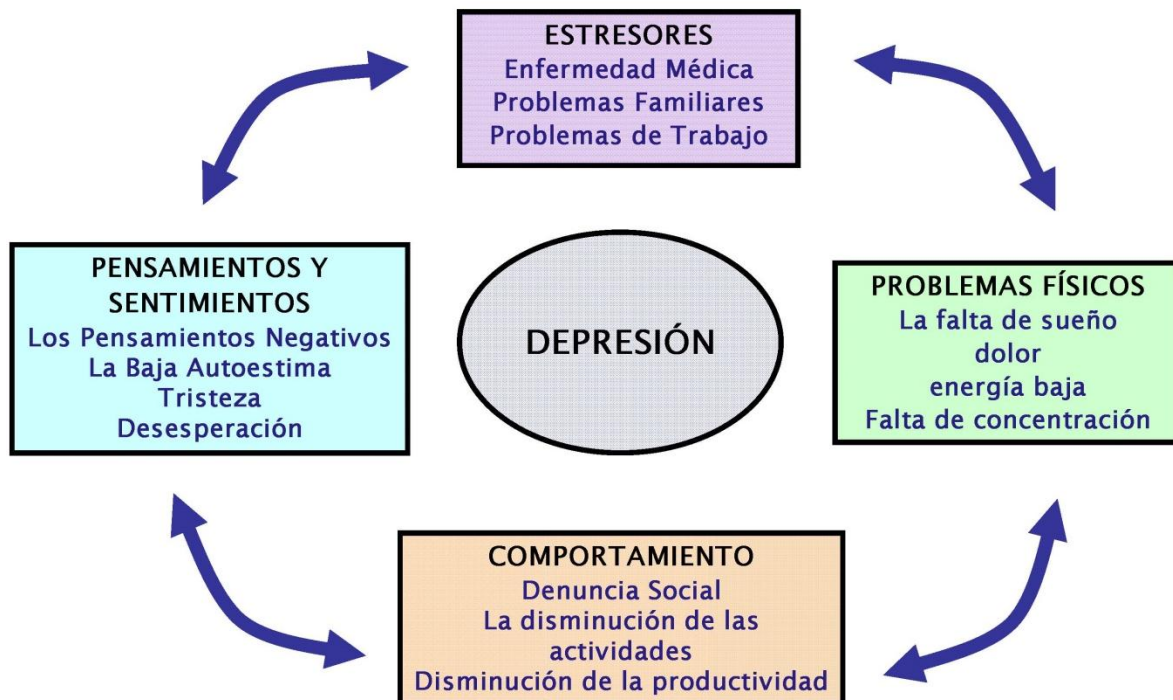 ESTRESORES
Enfermedad Médica
Problemas Familiares
Problemas de Trabajo
PENSAMIENTOS Y
SENTIMIENTOS
Los Pensamientos Negativos
La Baja Autoestima
Tristeza
Desesperación
DEPRESIÓN
PROBLEMAS FÍSICOS
La falta de sueño
dolor
energía baja
Falta de concentración
COMPORTAMIENTO
Denuncia Social
La disminución de las
actividades
Disminución de la productividad